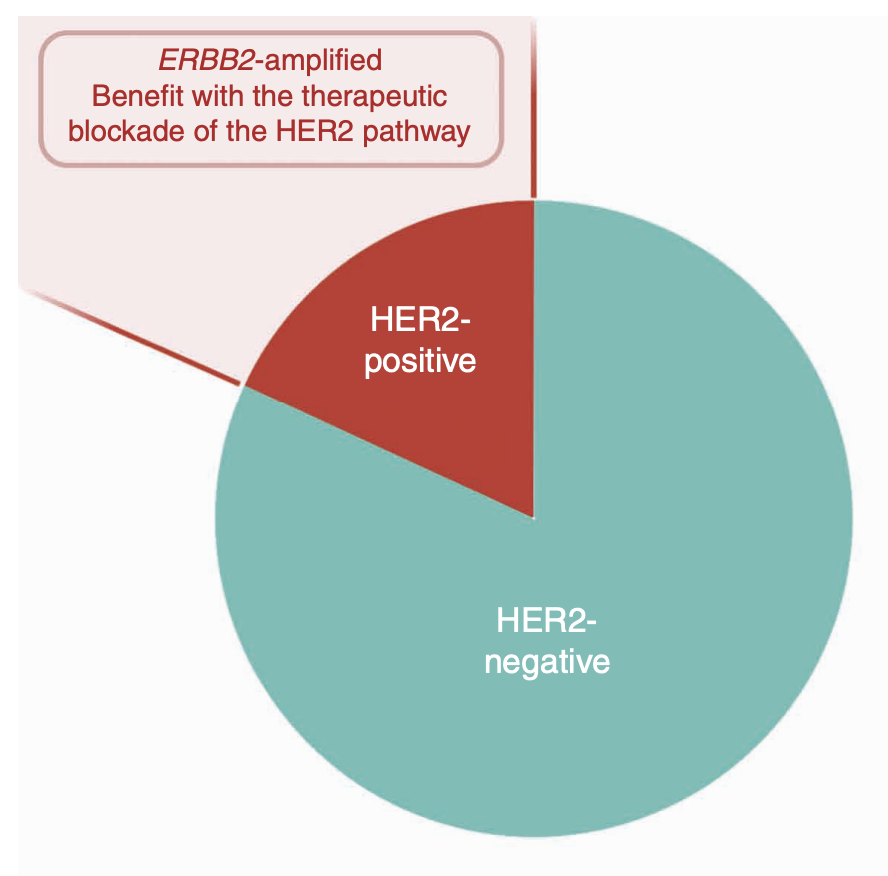 ERBB2-amplified
Benefit with the therapeutic
blockade of the HER2 pathway
HER2-
positive
HER2-
negative